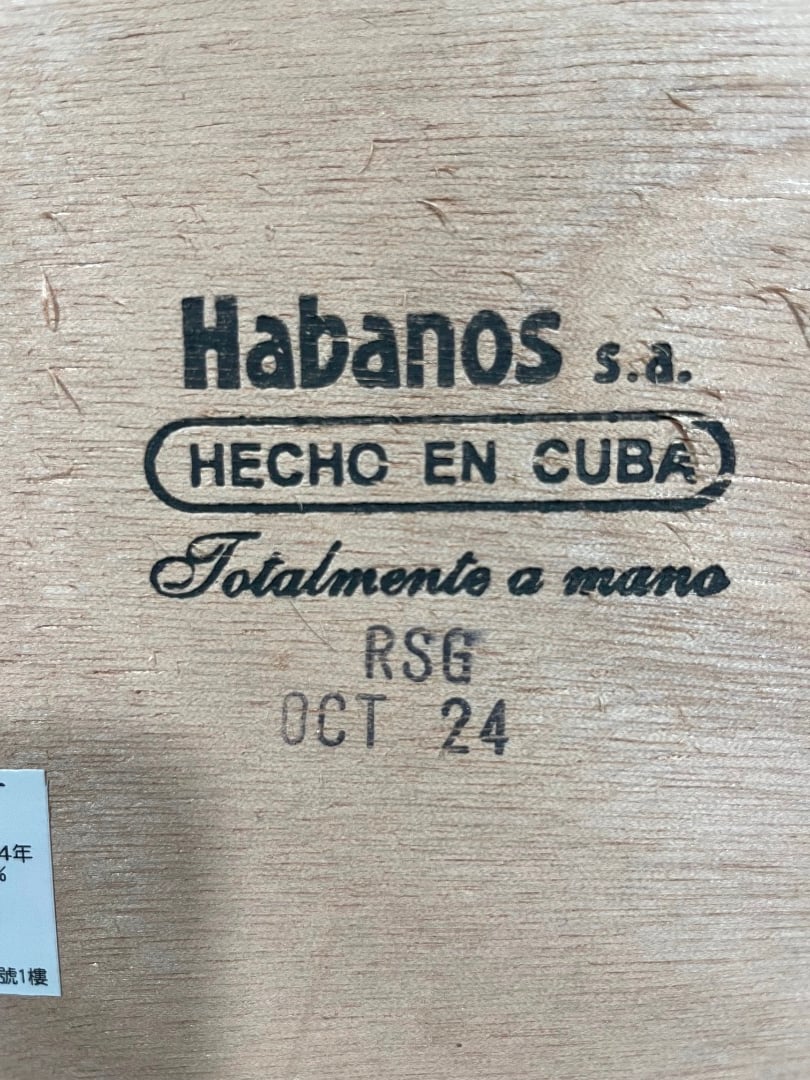 Habanos s.a.
HECHO EN CUBA
Totalmente a mano
RSG
OCT 24
4年
%
號1樓